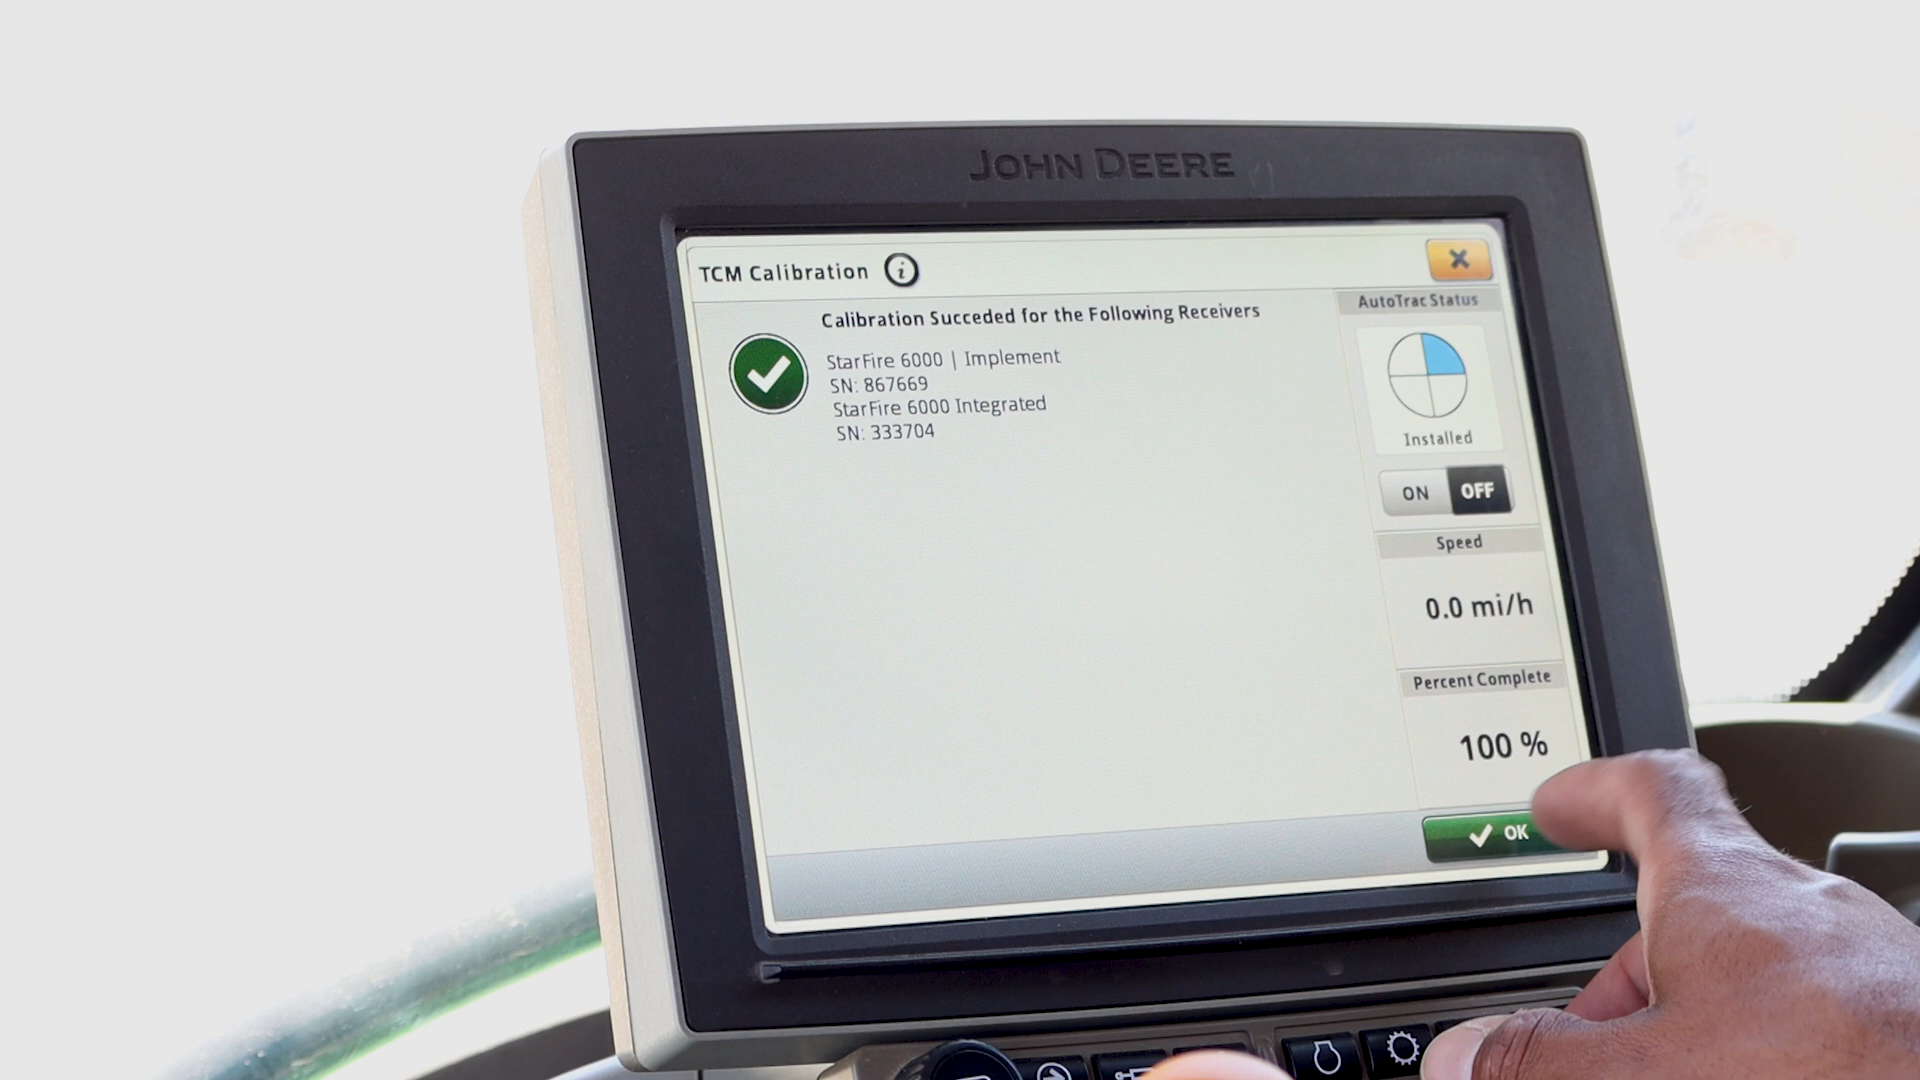 JOHN DEERE
TCM Calibration
Calibration Succeded for the Following Receivers
StarFire 6000 | Implement
SN: 867669
StarFire 6000 Integrated
SN: 333704
AutoTrac Status
Installed
ON OFF
Speed
0.0 mi/h
Percent Complete
100 %
OK